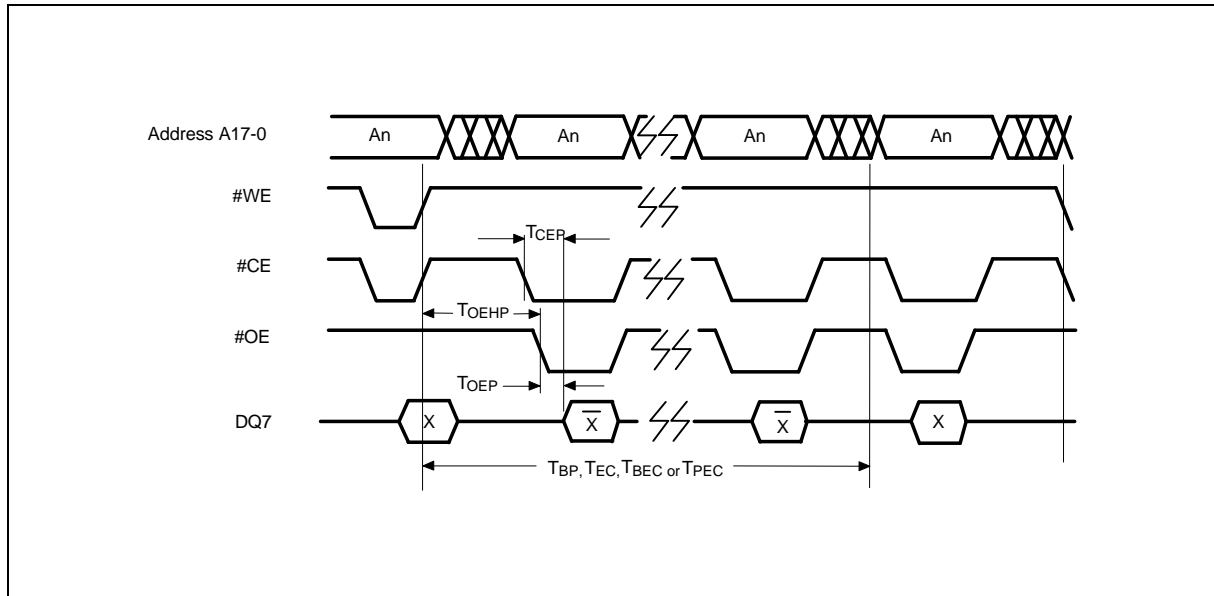 Address A17-0 An An An An
#WE
TCEP
#CE
TOEHP
#OE
TOEP
DQ7 X X̅ X̅ X
TBP, TEC, TBEC or TPEC